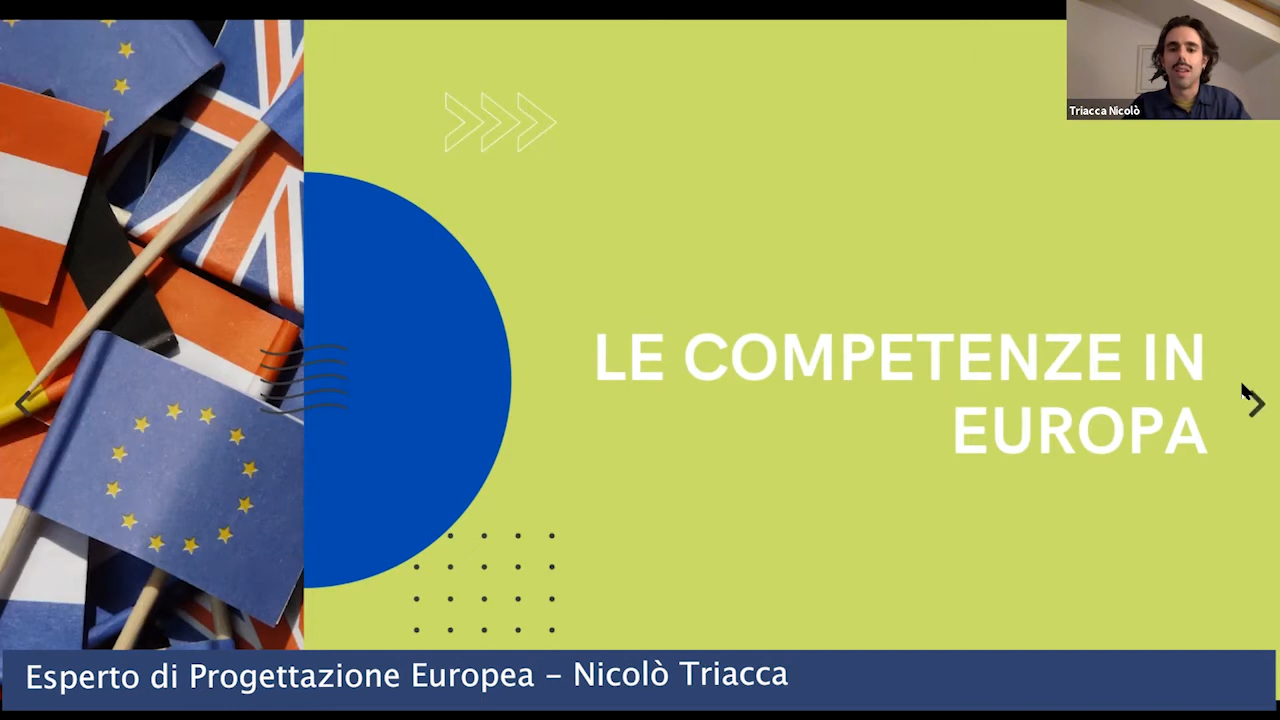 Triacca Nicolò
LE COMPETENZE IN
EUROPA
Esperto di Progettazione Europea - Nicolò Triacca